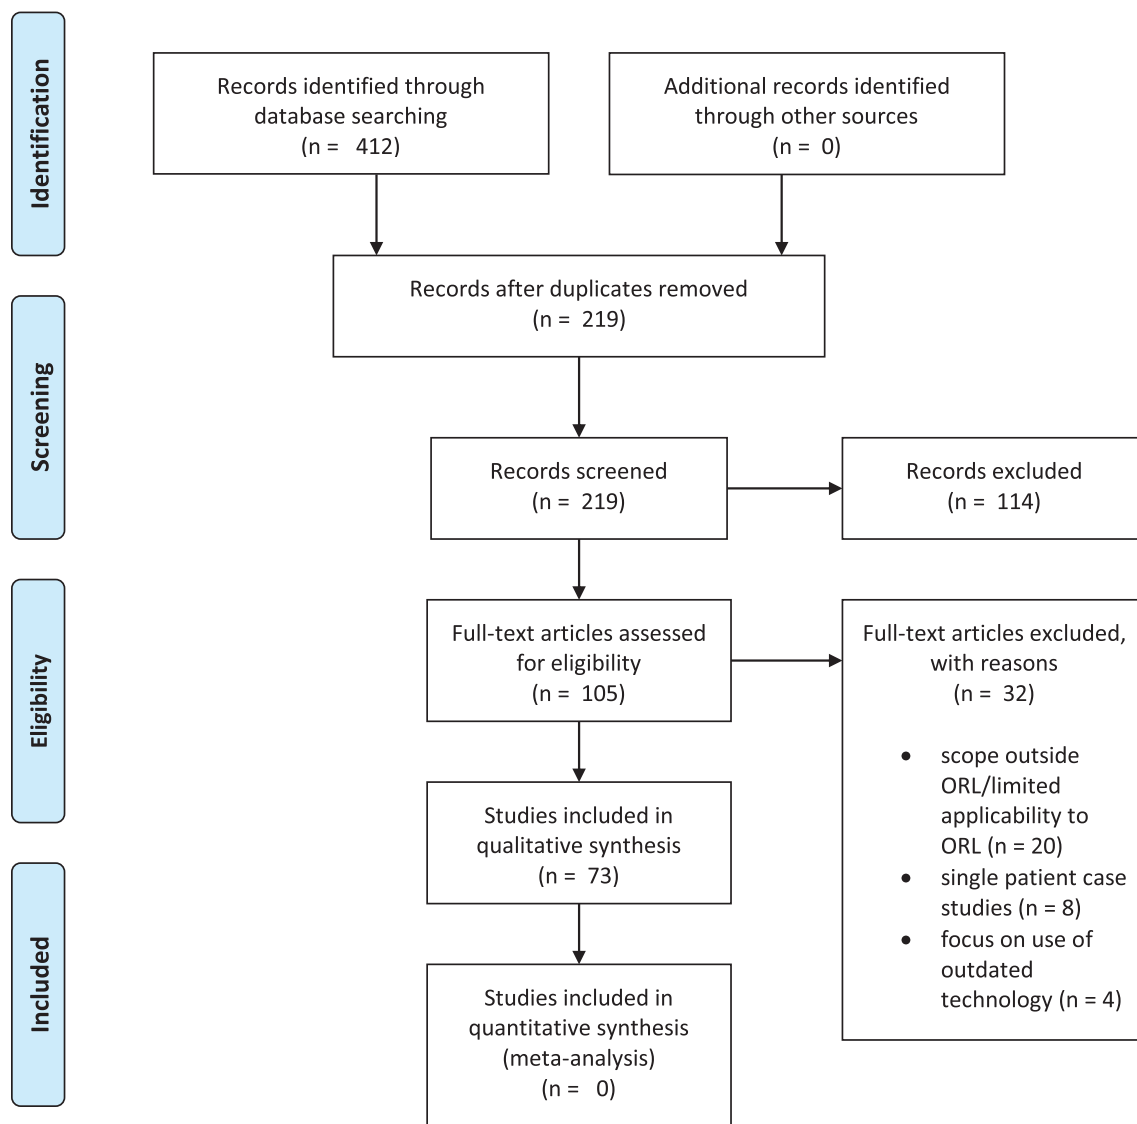 Identification
Records identified through
database searching
(n = 412)
Additional records identified
through other sources
(n = 0)
Records after duplicates removed
(n = 219)
Screening
Records screened
(n = 219)
Records excluded
(n = 114)
Eligibility
Full-text articles assessed
for eligibility
(n = 105)
Full-text articles excluded,
with reasons
(n = 32)
• scope outside
ORL/limited
applicability to
ORL (n = 20)
• single patient case
studies (n = 8)
• focus on use of
outdated
technology (n = 4)
Studies included in
qualitative synthesis
(n = 73)
Included
Studies included in
quantitative synthesis
(meta-analysis)
(n = 0)